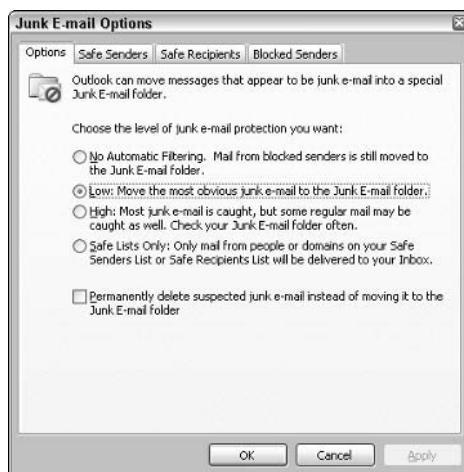 Junk E-mail Options
Options
Safe Senders
Safe Recipients
Blocked Senders
Outlook can move messages that appear to be junk e-mail into a special
Junk E-mail folder.
Choose the level of junk e-mail protection you want:
No Automatic Filtering. Mail from blocked senders is still moved to
the Junk E-mail folder.
Low: Move the most obvious junk e-mail to the Junk E-mail folder.
High: Most junk e-mail is caught, but some regular mail may be
caught as well. Check your Junk E-mail folder often.
Safe Lists Only: Only mail from people or domains on your Safe
Senders List or Safe Recipients List will be delivered to your Inbox.
Permanently delete suspected junk e-mail instead of moving it to the
Junk E-mail folder
OK
Cancel
Apply